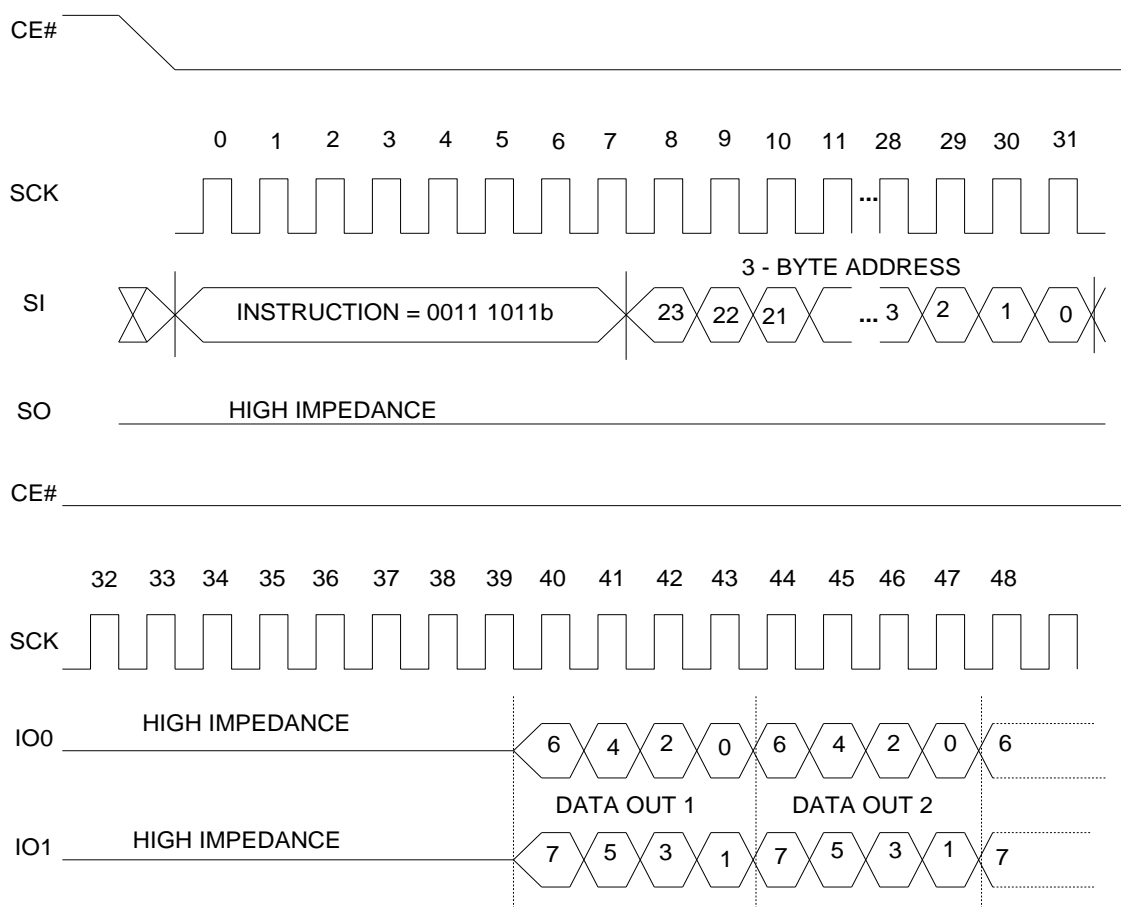 CE#
0 1 2 3 4 5 6 7 8 9 10 11 28 29 30 31
SCK ...
3 - BYTE ADDRESS
SI INSTRUCTION = 0011 1011b 23 22 21 ... 3 2 1 0
SO HIGH IMPEDANCE
CE#
32 33 34 35 36 37 38 39 40 41 42 43 44 45 46 47 48
SCK
IO0 HIGH IMPEDANCE 6 4 2 0 6 4 2 0 6
DATA OUT 1 DATA OUT 2
IO1 HIGH IMPEDANCE 7 5 3 1 7 5 3 1 7